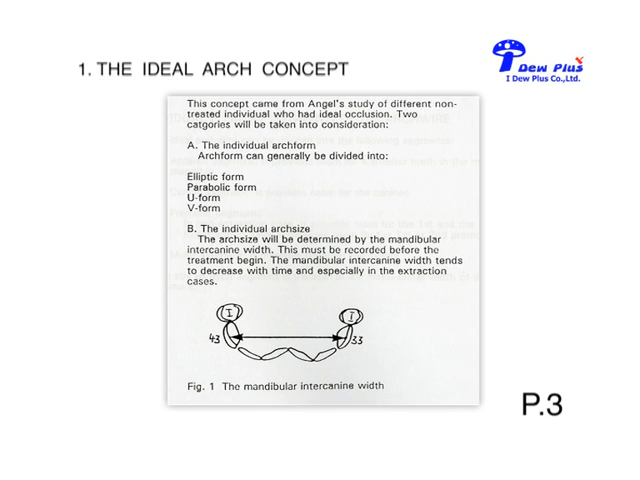 1. THE IDEAL ARCH CONCEPT
I Dew Plus
I Dew Plus Co.,Ltd.
This concept came from Angel's study of different non-
treated individual who had ideal occlusion. Two
catgories will be taken into consideration:
A. The individual archform
Archform can generally be divided into:
Elliptic form
Parabolic form
U-form
V-form
B. The individual archsize
The archsize will be determined by the mandibular
intercanine width. This must be recorded before the
treatment begin. The mandibular intercanine width tends
to decrease with time and especially in the extraction
cases.
I I
43 33
Fig. 1 The mandibular intercanine width
P.3